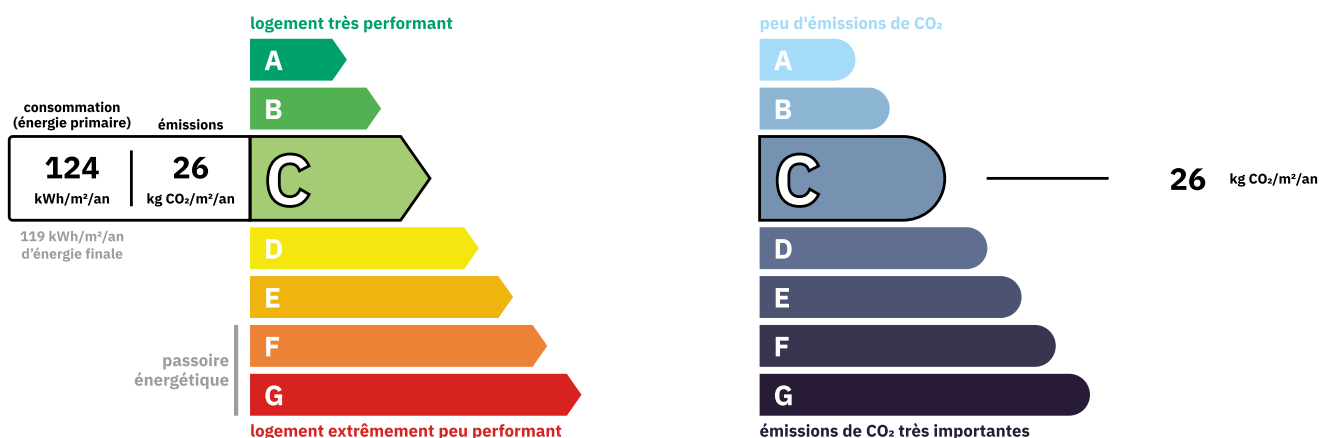 logement très performant
A
B
consommation
(énergie primaire)
émissions
124
kWh/m²/an
26
kg CO₂/m²/an
C
119 kWh/m²/an
d'énergie finale
D
E
passoire
énergétique
F
G
logement extrêmement peu performant
peu d'émissions de CO₂
A
B
C
26 kg CO₂/m²/an
D
E
F
G
émissions de CO₂ très importantes